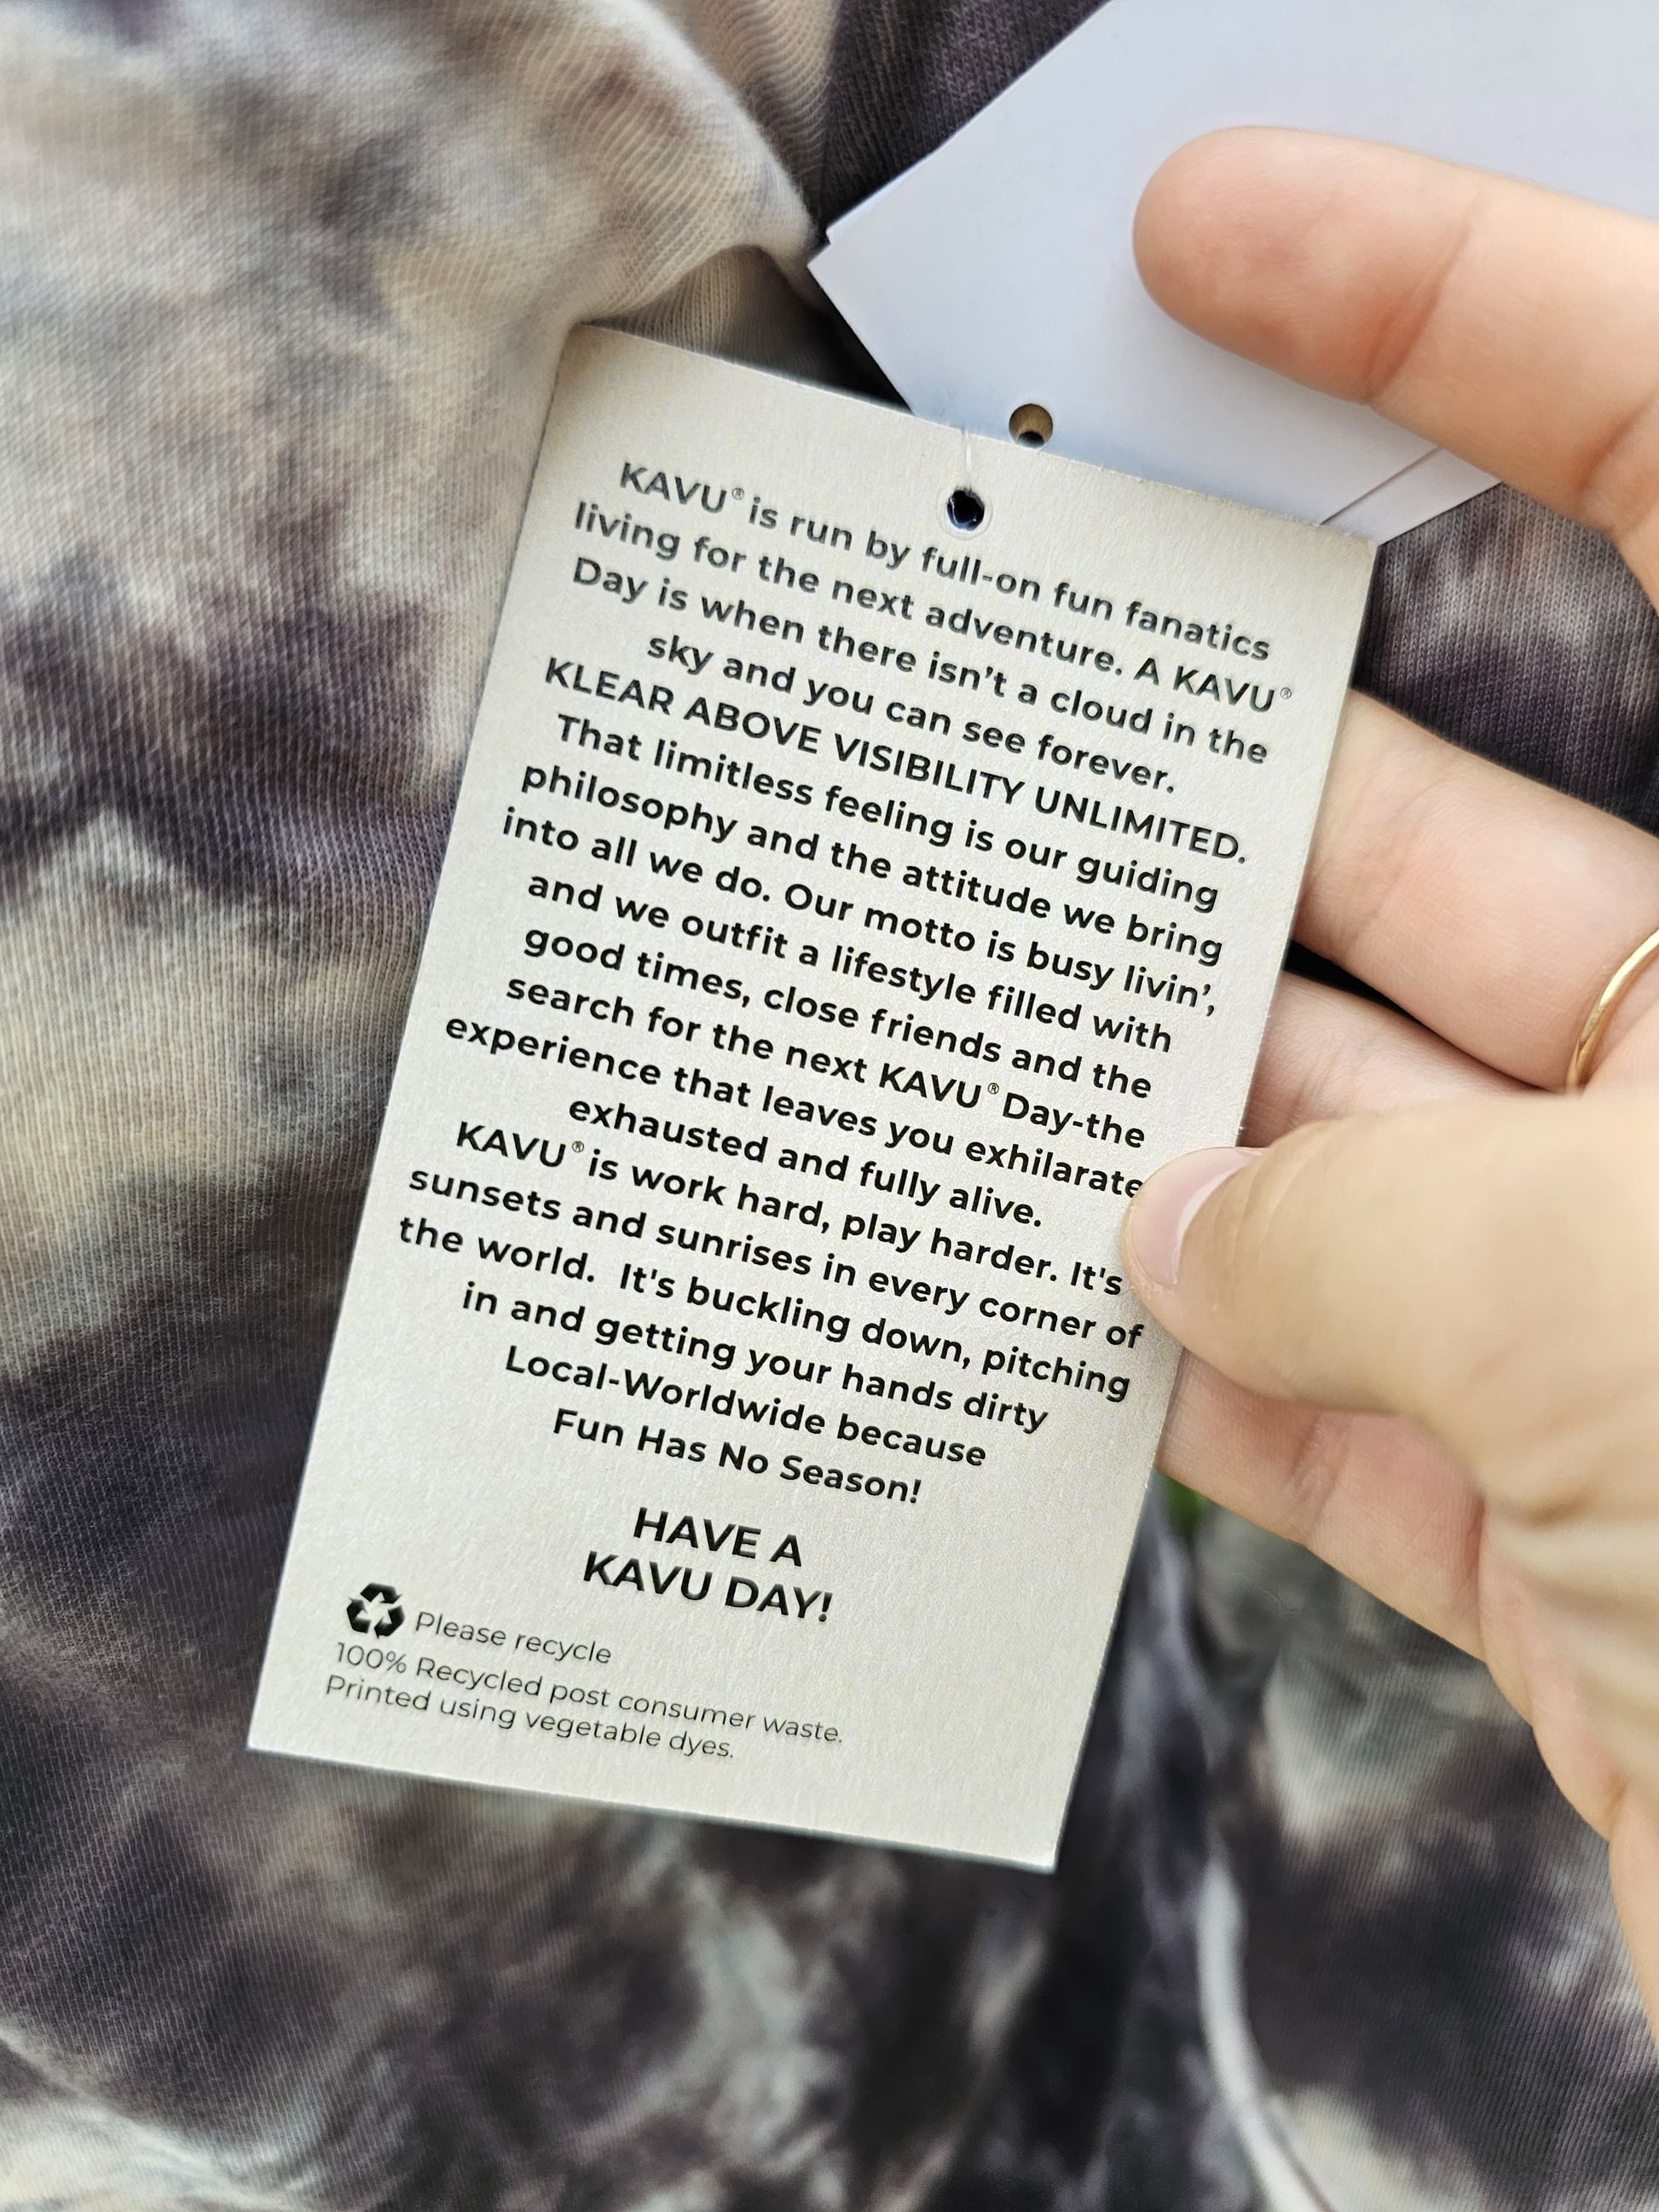 KAVU® is run by full-on fun fanatics
living for the next adventure. A KAVU®
Day is when there isn't a cloud in the
sky and you can see forever.
KLEAR ABOVE VISIBILITY UNLIMITED.
That limitless feeling is our guiding
philosophy and the attitude we bring
into all we do. Our motto is busy livin',
and we outfit a lifestyle filled with
good times, close friends and the
search for the next KAVU® Day-the
experience that leaves you exhilarate
exhausted and fully alive.
KAVU® is work hard, play harder. It's
sunsets and sunrises in every corner of
the world. It's buckling down, pitching
in and getting your hands dirty
Local-Worldwide because
Fun Has No Season!
HAVE A
KAVU DAY!
Please recycle
100% Recycled post consumer waste.
Printed using vegetable dyes.